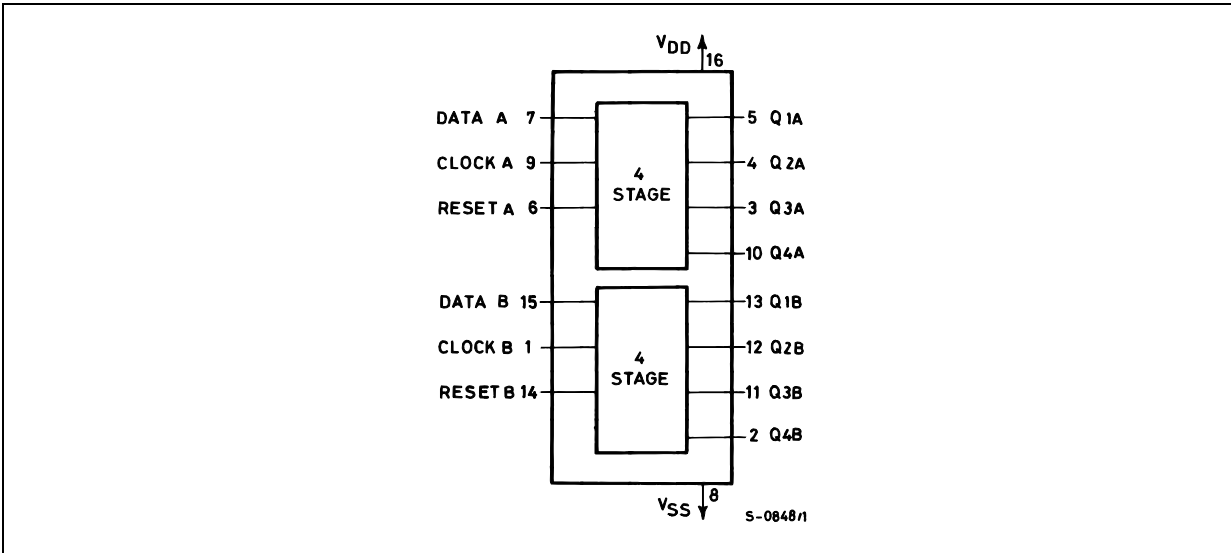 VDD
16
DATA A 7
5 Q1A
CLOCK A 9
4 Q2A
4
STAGE
RESET A 6
3 Q3A
10 Q4A
DATA B 15
13 Q1B
CLOCK B 1
12 Q2B
4
STAGE
RESET B 14
11 Q3B
2 Q4B
8
VSS
S-0848/1